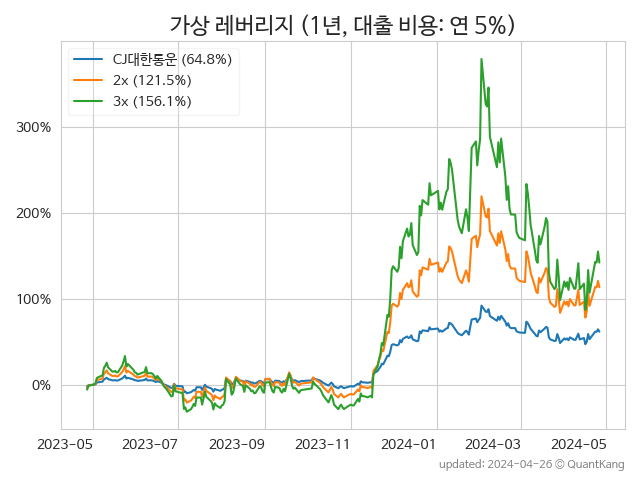 가상 레버리지 (1년, 대출 비용: 연 5%)
CJ대한통운 (64.8%)
2x (121.5%)
3x (156.1%)
300%
200%
100%
0%
2023-05 2023-07 2023-09 2023-11 2024-01 2024-03 2024-05
updated: 2024-04-26 © QuantKang